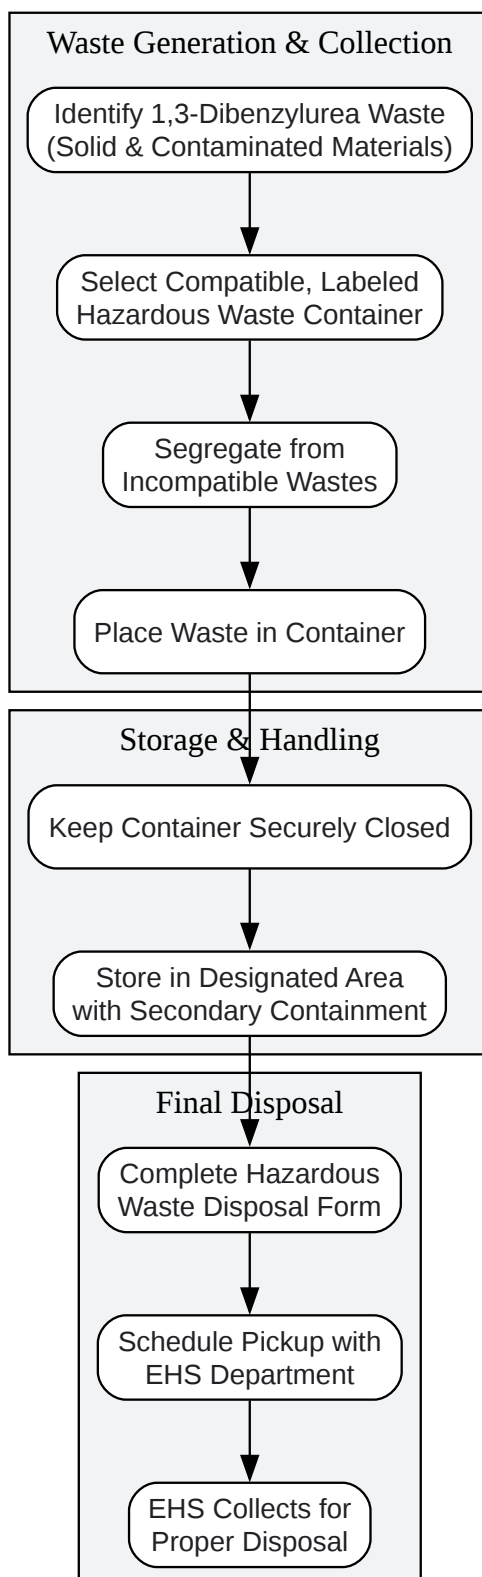 Waste Generation & Collection
Identify 1,3-Dibenzylurea Waste
(Solid & Contaminated Materials)
Select Compatible, Labeled
Hazardous Waste Container
Segregate from
Incompatible Wastes
Place Waste in Container
Storage & Handling
Keep Container Securely Closed
Store in Designated Area
with Secondary Containment
Final Disposal
Complete Hazardous
Waste Disposal Form
Schedule Pickup with
EHS Department
EHS Collects for
Proper Disposal